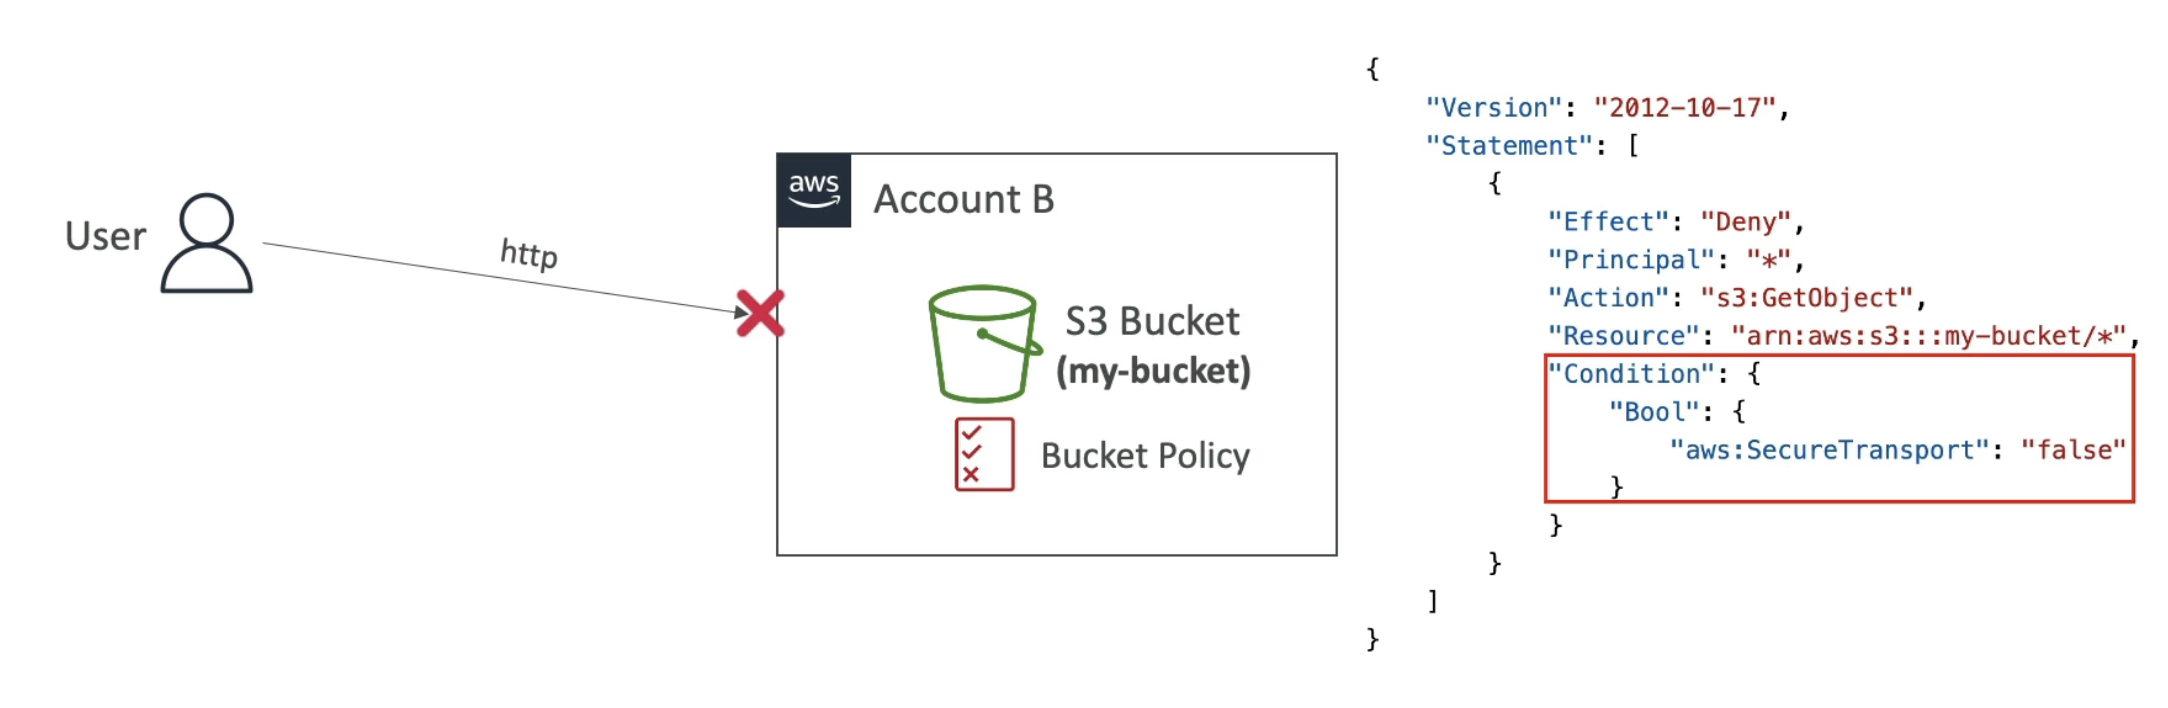 User
http
aws
Account B
S3 Bucket
(my-bucket)
Bucket Policy
{
"Version": "2012-10-17",
"Statement": [
{
"Effect": "Deny",
"Principal": "*",
"Action": "s3:GetObject",
"Resource": "arn:aws:s3:::my-bucket/*",
"Condition": {
"Bool": {
"aws:SecureTransport": "false"
}
}
}
]
}